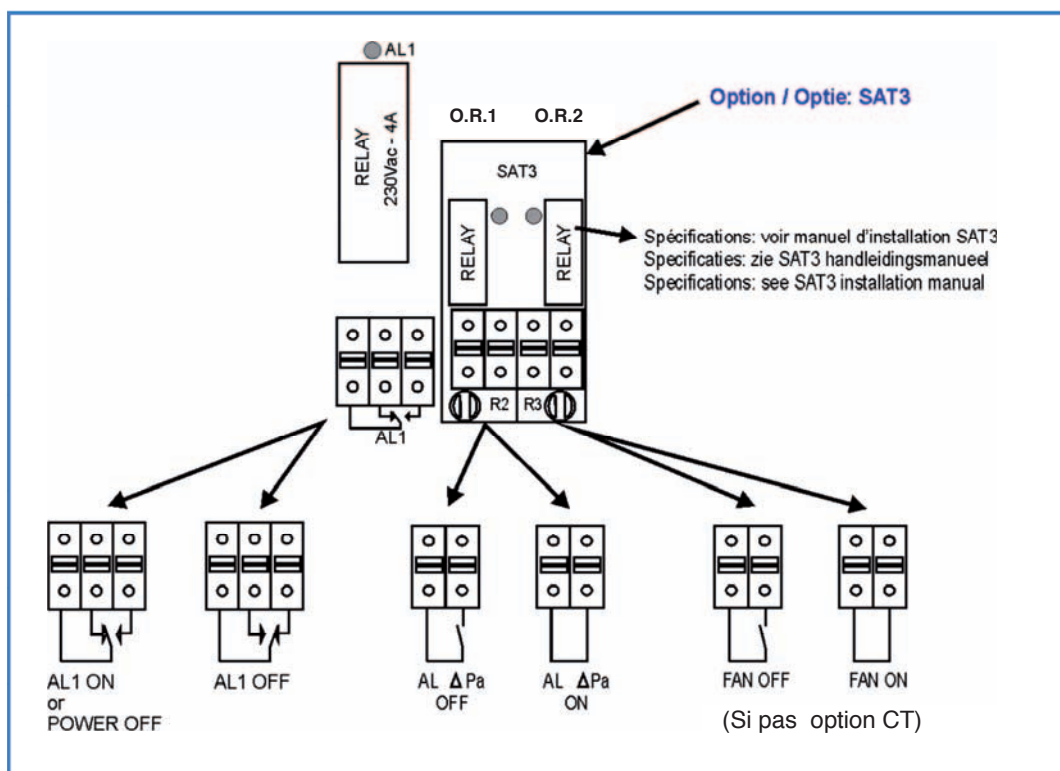 AL1
RELAY
230Vac - 4A
O.R.1 O.R.2
Option / Optie: SAT3
SAT3
RELAY
RELAY
Spécifications: voir manuel d'installation SAT3
Specificaties: zie SAT3 handleidingsmanueel
Specifications: see SAT3 installation manual
R2 R3
AL1
AL1 ON
or
POWER OFF
AL1 OFF
AL Δ Pa
OFF
AL ΔPa
ON
FAN OFF
FAN ON
(Si pas option CT)